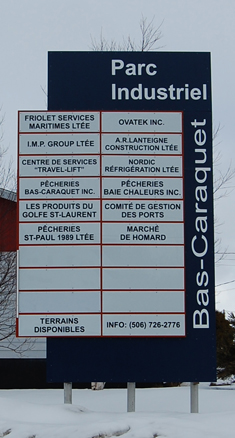 Parc
Industriel
Bas-Caraquet
FRIOLET SERVICES
MARITIMES LTÉE
OVATEK INC.
I.M.P. GROUP LTÉE
A.R.LANTEIGNE
CONSTRUCTION LTÉE
CENTRE DE SERVICES
"TRAVEL-LIFT"
NORDIC
RÉFRIGÉRATION LTÉE
PÊCHERIES
BAS-CARAQUET INC.
PÊCHERIES
BAIE CHALEURS INC.
LES PRODUITS DU
GOLFE ST-LAURENT
COMITÉ DE GESTION
DES PORTS
PÊCHERIES
ST-PAUL 1989 LTÉE
MARCHÉ
DE HOMARD
TERRAINS
DISPONIBLES
INFO: (506) 726-2776